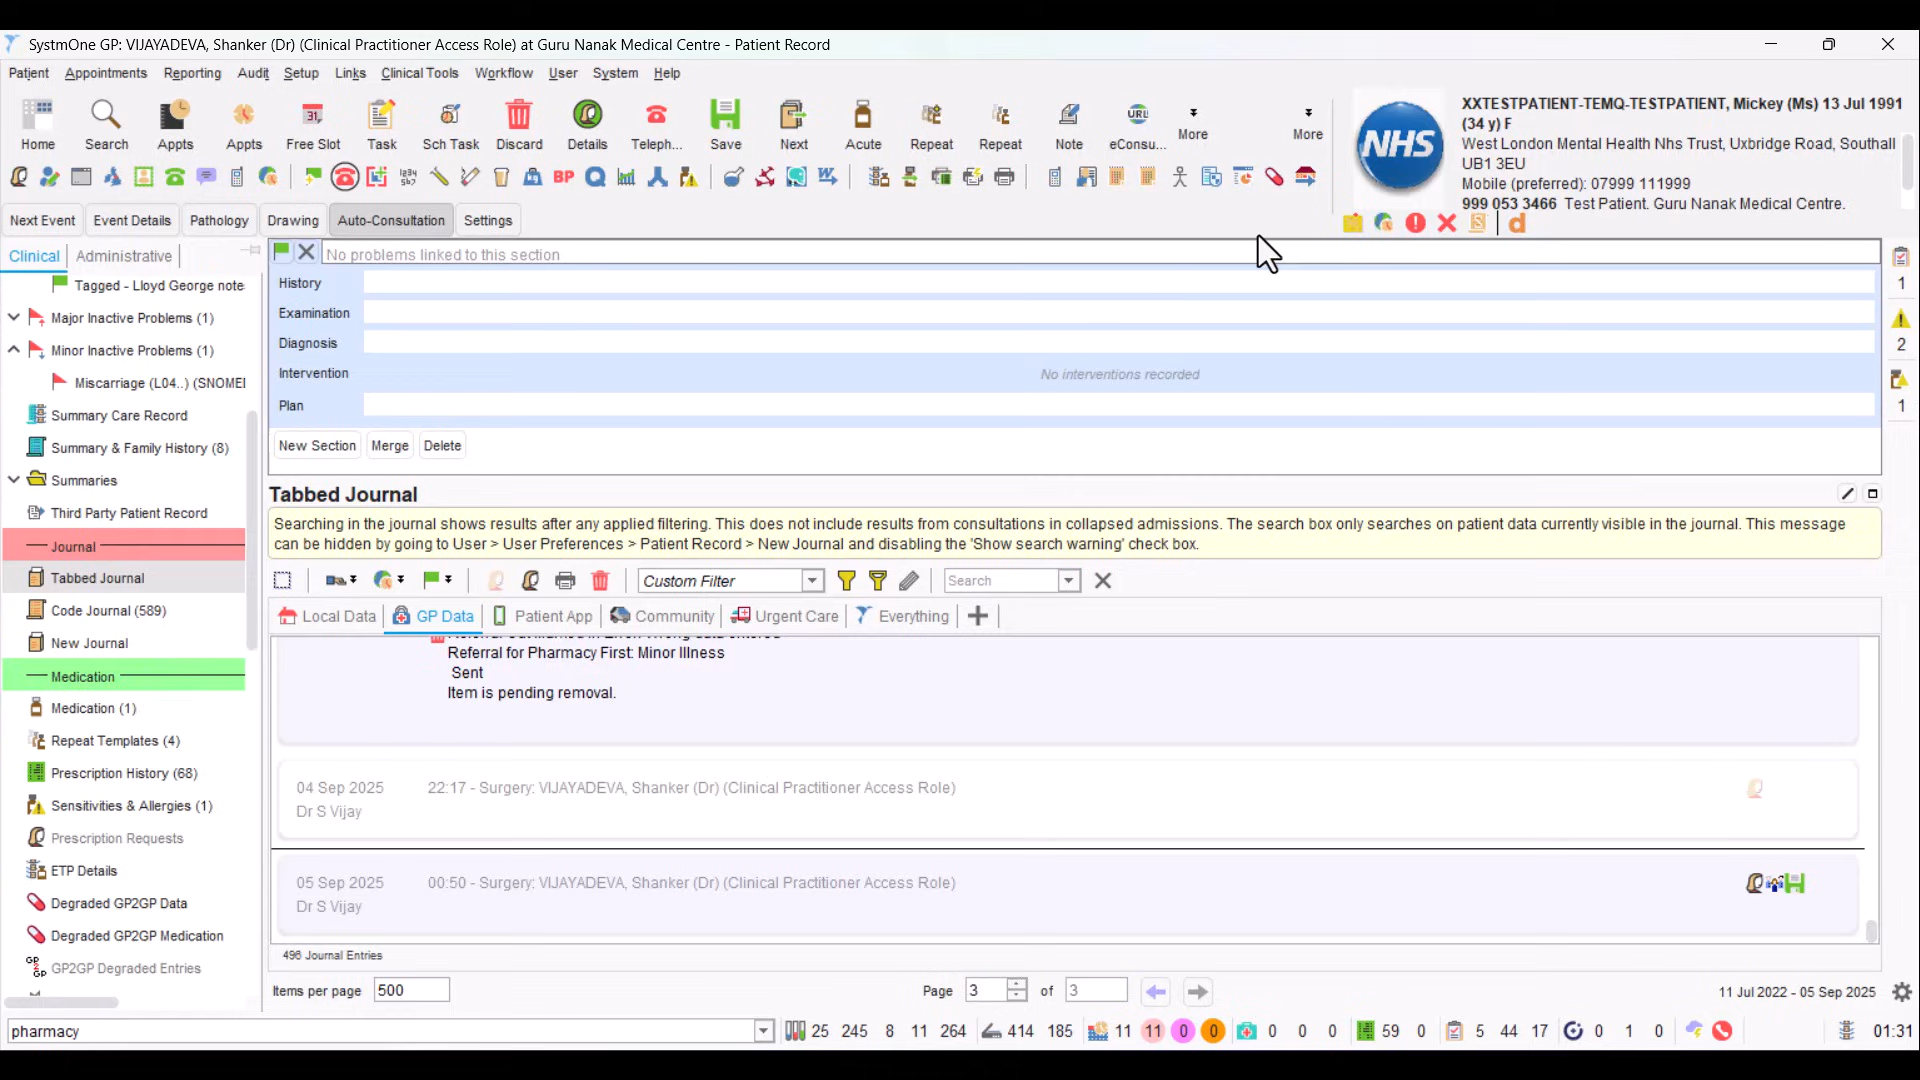 SystmOne GP: VIJAYADEVA, Shanker (Dr) (Clinical Practitioner Access Role) at Guru Nanak Medical Centre - Patient Record
Patient Appointments Reporting Audit Setup Links Clinical Tools Workflow User System Help
Home Search Appts Appts Free Slot Task Sch Task Discard Details Teleph... Save Next Acute Repeat Repeat Note eConsu... More More
XXTESTPATIENT-TEMQ-TESTPATIENT, Mickey (Ms) 13 Jul 1991
(34 y) F
West London Mental Health Nhs Trust, Uxbridge Road, Southall
UB1 3EU
Mobile (preferred): 07999 111999
999 053 3466 Test Patient. Guru Nanak Medical Centre.
NHS
Next Event Event Details Pathology Drawing Auto-Consultation Settings
Clinical Administrative
Tagged - Lloyd George note
Major Inactive Problems (1)
Minor Inactive Problems (1)
Miscarriage (L04..) (SNOMEI
Summary Care Record
Summary & Family History (8)
Summaries
Third Party Patient Record
Journal
Tabbed Journal
Code Journal (589)
New Journal
Medication
Medication (1)
Repeat Templates (4)
Prescription History (68)
Sensitivities & Allergies (1)
Prescription Requests
ETP Details
Degraded GP2GP Data
Degraded GP2GP Medication
GP2GP Degraded Entries
No problems linked to this section
History
Examination
Diagnosis
Intervention No interventions recorded
Plan
New Section Merge Delete
1
2
1
Tabbed Journal
Searching in the journal shows results after any applied filtering. This does not include results from consultations in collapsed admissions. The search box only searches on patient data currently visible in the journal. This message
can be hidden by going to User > User Preferences > Patient Record > New Journal and disabling the 'Show search warning' check box.
Custom Filter Search
Local Data GP Data Patient App Community Urgent Care Everything
Referral for Pharmacy First: Minor Illness
Sent
Item is pending removal.
04 Sep 2025 22:17 - Surgery: VIJAYADEVA, Shanker (Dr) (Clinical Practitioner Access Role)
Dr S Vijay
05 Sep 2025 00:50 - Surgery: VIJAYADEVA, Shanker (Dr) (Clinical Practitioner Access Role)
Dr S Vijay
496 Journal Entries
Items per page 500 Page 3 of 3 11 Jul 2022 - 05 Sep 2025
pharmacy 25 245 8 11 264 414 185 11 11 0 0 0 0 0 59 0 5 44 17 0 1 0 01:31